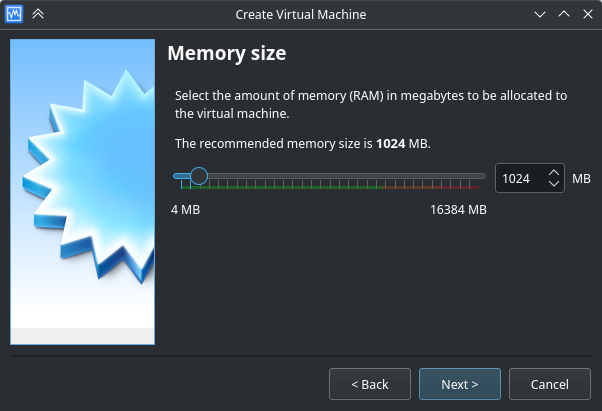 Create Virtual Machine
Memory size
Select the amount of memory (RAM) in megabytes to be allocated to
the virtual machine.
The recommended memory size is 1024 MB.
1024 MB
4 MB 16384 MB
< Back Next > Cancel